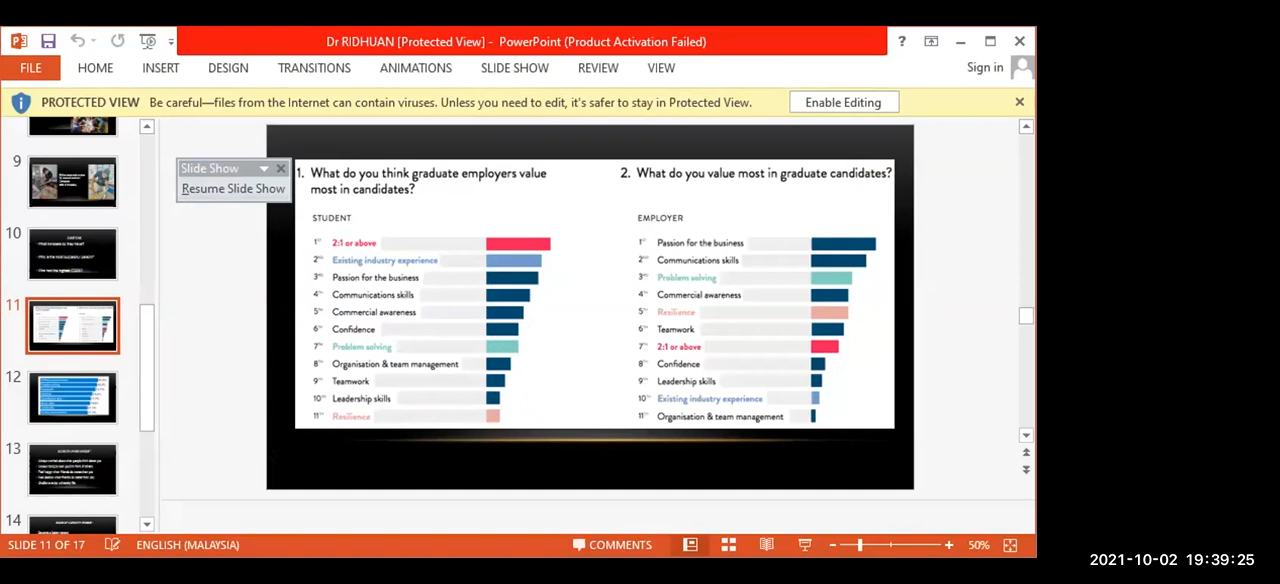 Dr RIDHUAN [Protected View] - PowerPoint (Product Activation Failed)
?
FILE HOME INSERT DESIGN TRANSITIONS ANIMATIONS SLIDE SHOW REVIEW VIEW Sign in
PROTECTED VIEW Be careful—files from the Internet can contain viruses. Unless you need to edit, it's safer to stay in Protected View. Enable Editing
9
10
11
12
13
14
Slide Show
Resume Slide Show
1. What do you think graduate employers value
most in candidates?
STUDENT
1st 2:1 or above
2nd Existing industry experience
3rd Passion for the business
4th Communications skills
5th Commercial awareness
6th Confidence
7th Problem solving
8th Organisation & team management
9th Teamwork
10th Leadership skills
11th Resilience
2. What do you value most in graduate candidates?
EMPLOYER
1st Passion for the business
2nd Communications skills
3rd Problem solving
4th Commercial awareness
5th Resilience
6th Teamwork
7th 2:1 or above
8th Confidence
9th Leadership skills
10th Existing industry experience
11th Organisation & team management
SLIDE 11 OF 17 ENGLISH (MALAYSIA) COMMENTS 50%
2021-10-02 19:39:25